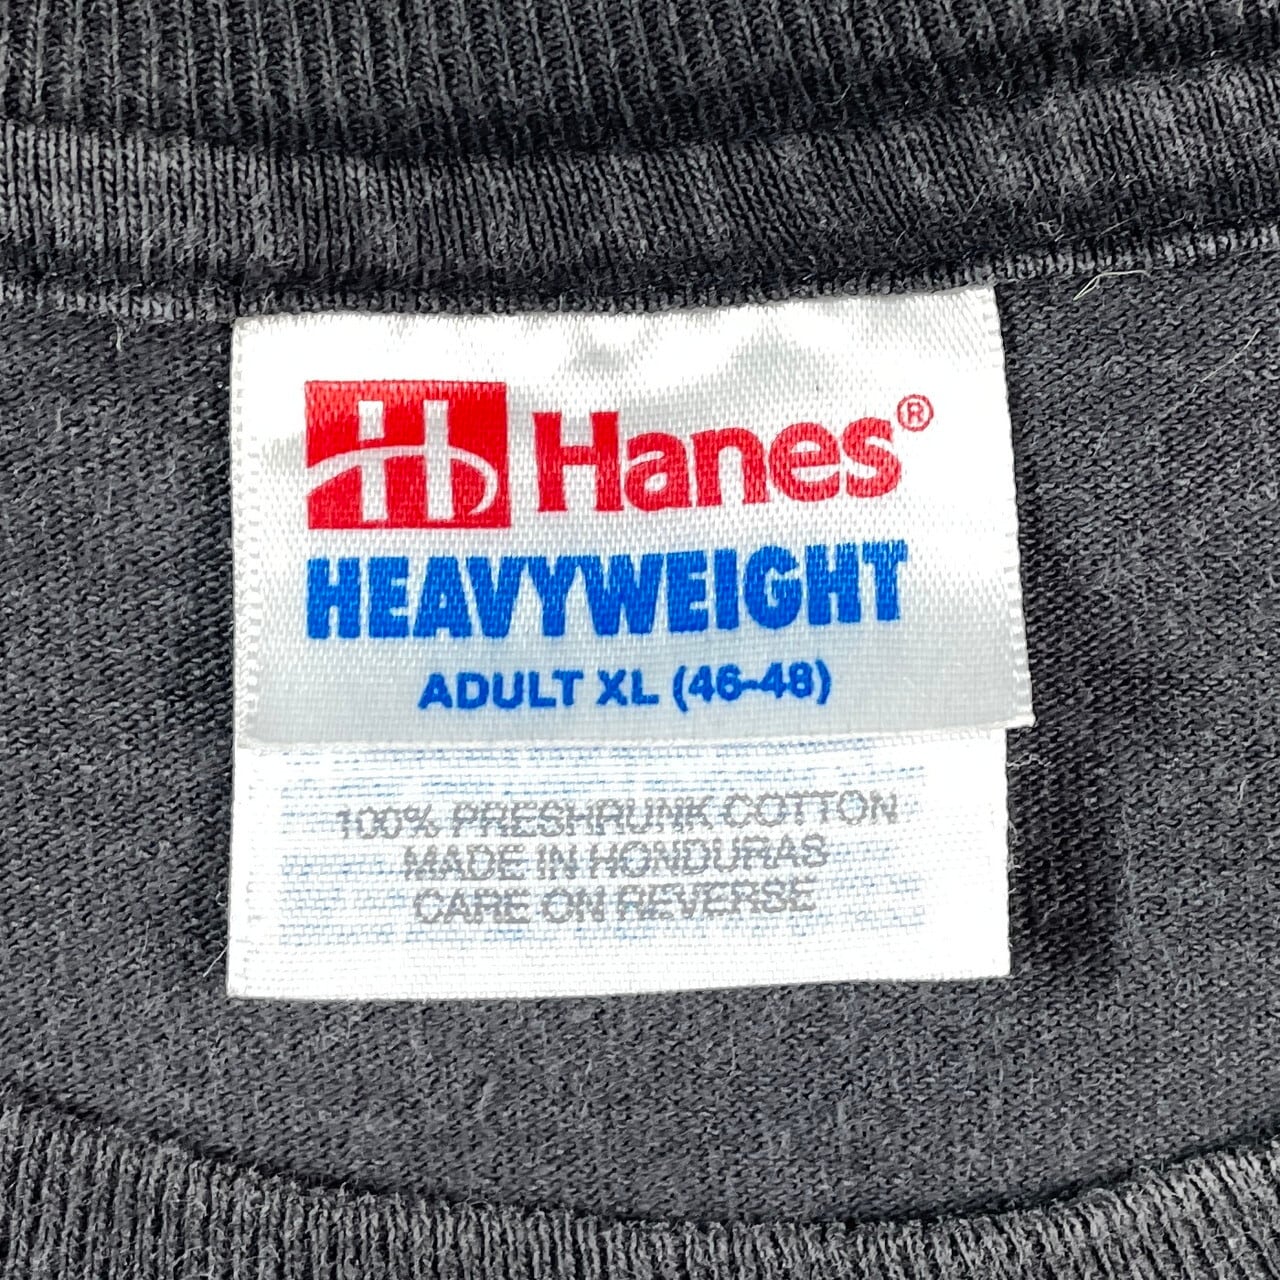 H Hanes®
HEAVYWEIGHT
ADULT XL (46-48)
100% PRESHRUNK COTTON
MADE IN HONDURAS
CARE ON REVERSE